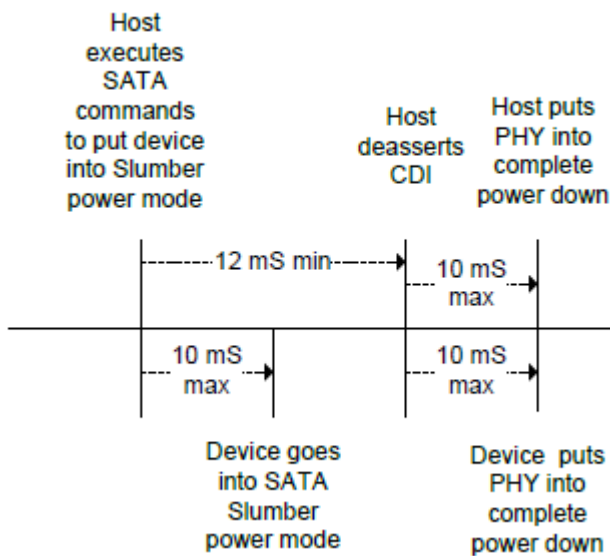 Host
executes
SATA
commands
to put device
into Slumber
power mode
Host
deasserts
CDI
Host puts
PHY into
complete
power down
12 mS min
10 mS
max
10 mS
max
10 mS
max
Device goes
into SATA
Slumber
power mode
Device puts
PHY into
complete
power down